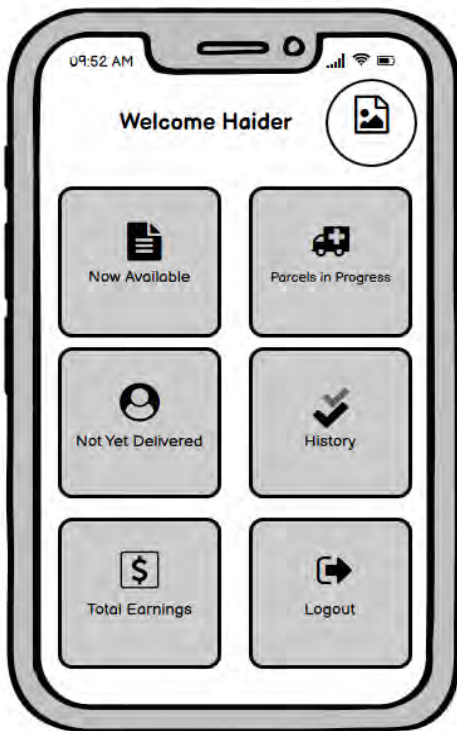 09:52 AM
Welcome Haider
Now Available
Parcels in Progress
Not Yet Delivered
History
$
Total Earnings
Logout